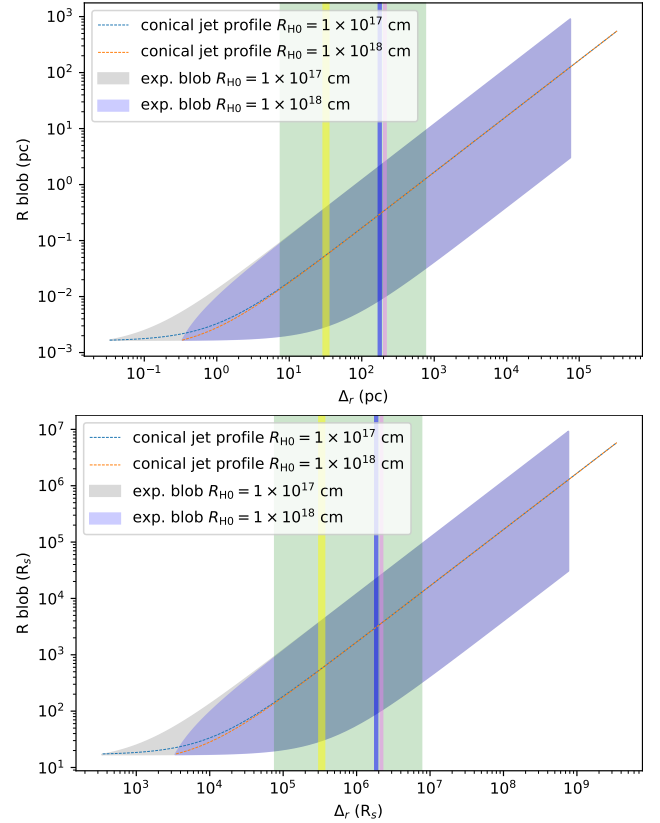 conical jet profile R_H0 = 1 × 10^17
conical jet profile R_H0 = 1 × 10^18
exp. blob R_H0 = 1 × 10^17 cm
exp. blob R_H0 = 1 × 10^18 cm
R blob (pc)
10^3
10^2
10^1
10^0
10^−1
10^−2
10^−3
10^−1 10^0 10^1 10^2 10^3 10^4 10^5
Δ_r (pc)
conical jet profile R_H0 = 1 × 10^17 cm
conical jet profile R_H0 = 1 × 10^18 cm
exp. blob R_H0 = 1 × 10^17 cm
exp. blob R_H0 = 1 × 10^18 cm
R blob (R_s)
10^7
10^6
10^5
10^4
10^3
10^2
10^1
10^3 10^4 10^5 10^6 10^7 10^8 10^9
Δ_r (R_s)